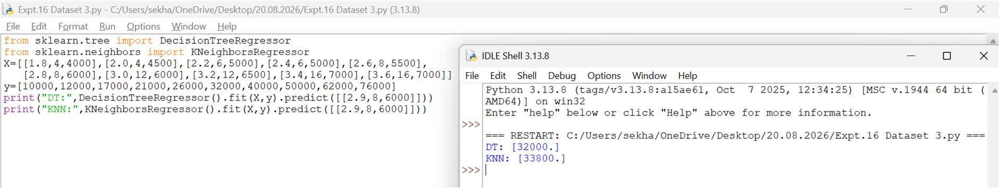 Expt.16 Dataset 3.py - C:/Users/sekha/OneDrive/Desktop/20.08.2026/Expt.16 Dataset 3.py (3.13.8)
File Edit Format Run Options Window Help
from sklearn.tree import DecisionTreeRegressor
from sklearn.neighbors import KNeighborsRegressor
X=[[1.8,4,4000],[2.0,4,4500],[2.2,6,5000],[2.4,6,5000],[2.6,8,5500],
[2.8,8,6000],[3.0,12,6000],[3.2,12,6500],[3.4,16,7000],[3.6,16,7000]]
y=[10000,12000,17000,21000,26000,32000,40000,50000,62000,76000]
print("DT:",DecisionTreeRegressor().fit(X,y).predict([[2.9,8,6000]]))
print("KNN:",KNeighborsRegressor().fit(X,y).predict([[2.9,8,6000]]))
IDLE Shell 3.13.8
File Edit Shell Debug Options Window Help
Python 3.13.8 (tags/v3.13.8:a15ae61, Oct  7 2025, 12:34:25) [MSC v.1944 64 bit (
AMD64)] on win32
Enter "help" below or click "Help" above for more information.
>>>
=== RESTART: C:/Users/sekha/OneDrive/Desktop/20.08.2026/Expt.16 Dataset 3.py ===
DT: [32000.]
KNN: [33800.]
>>>